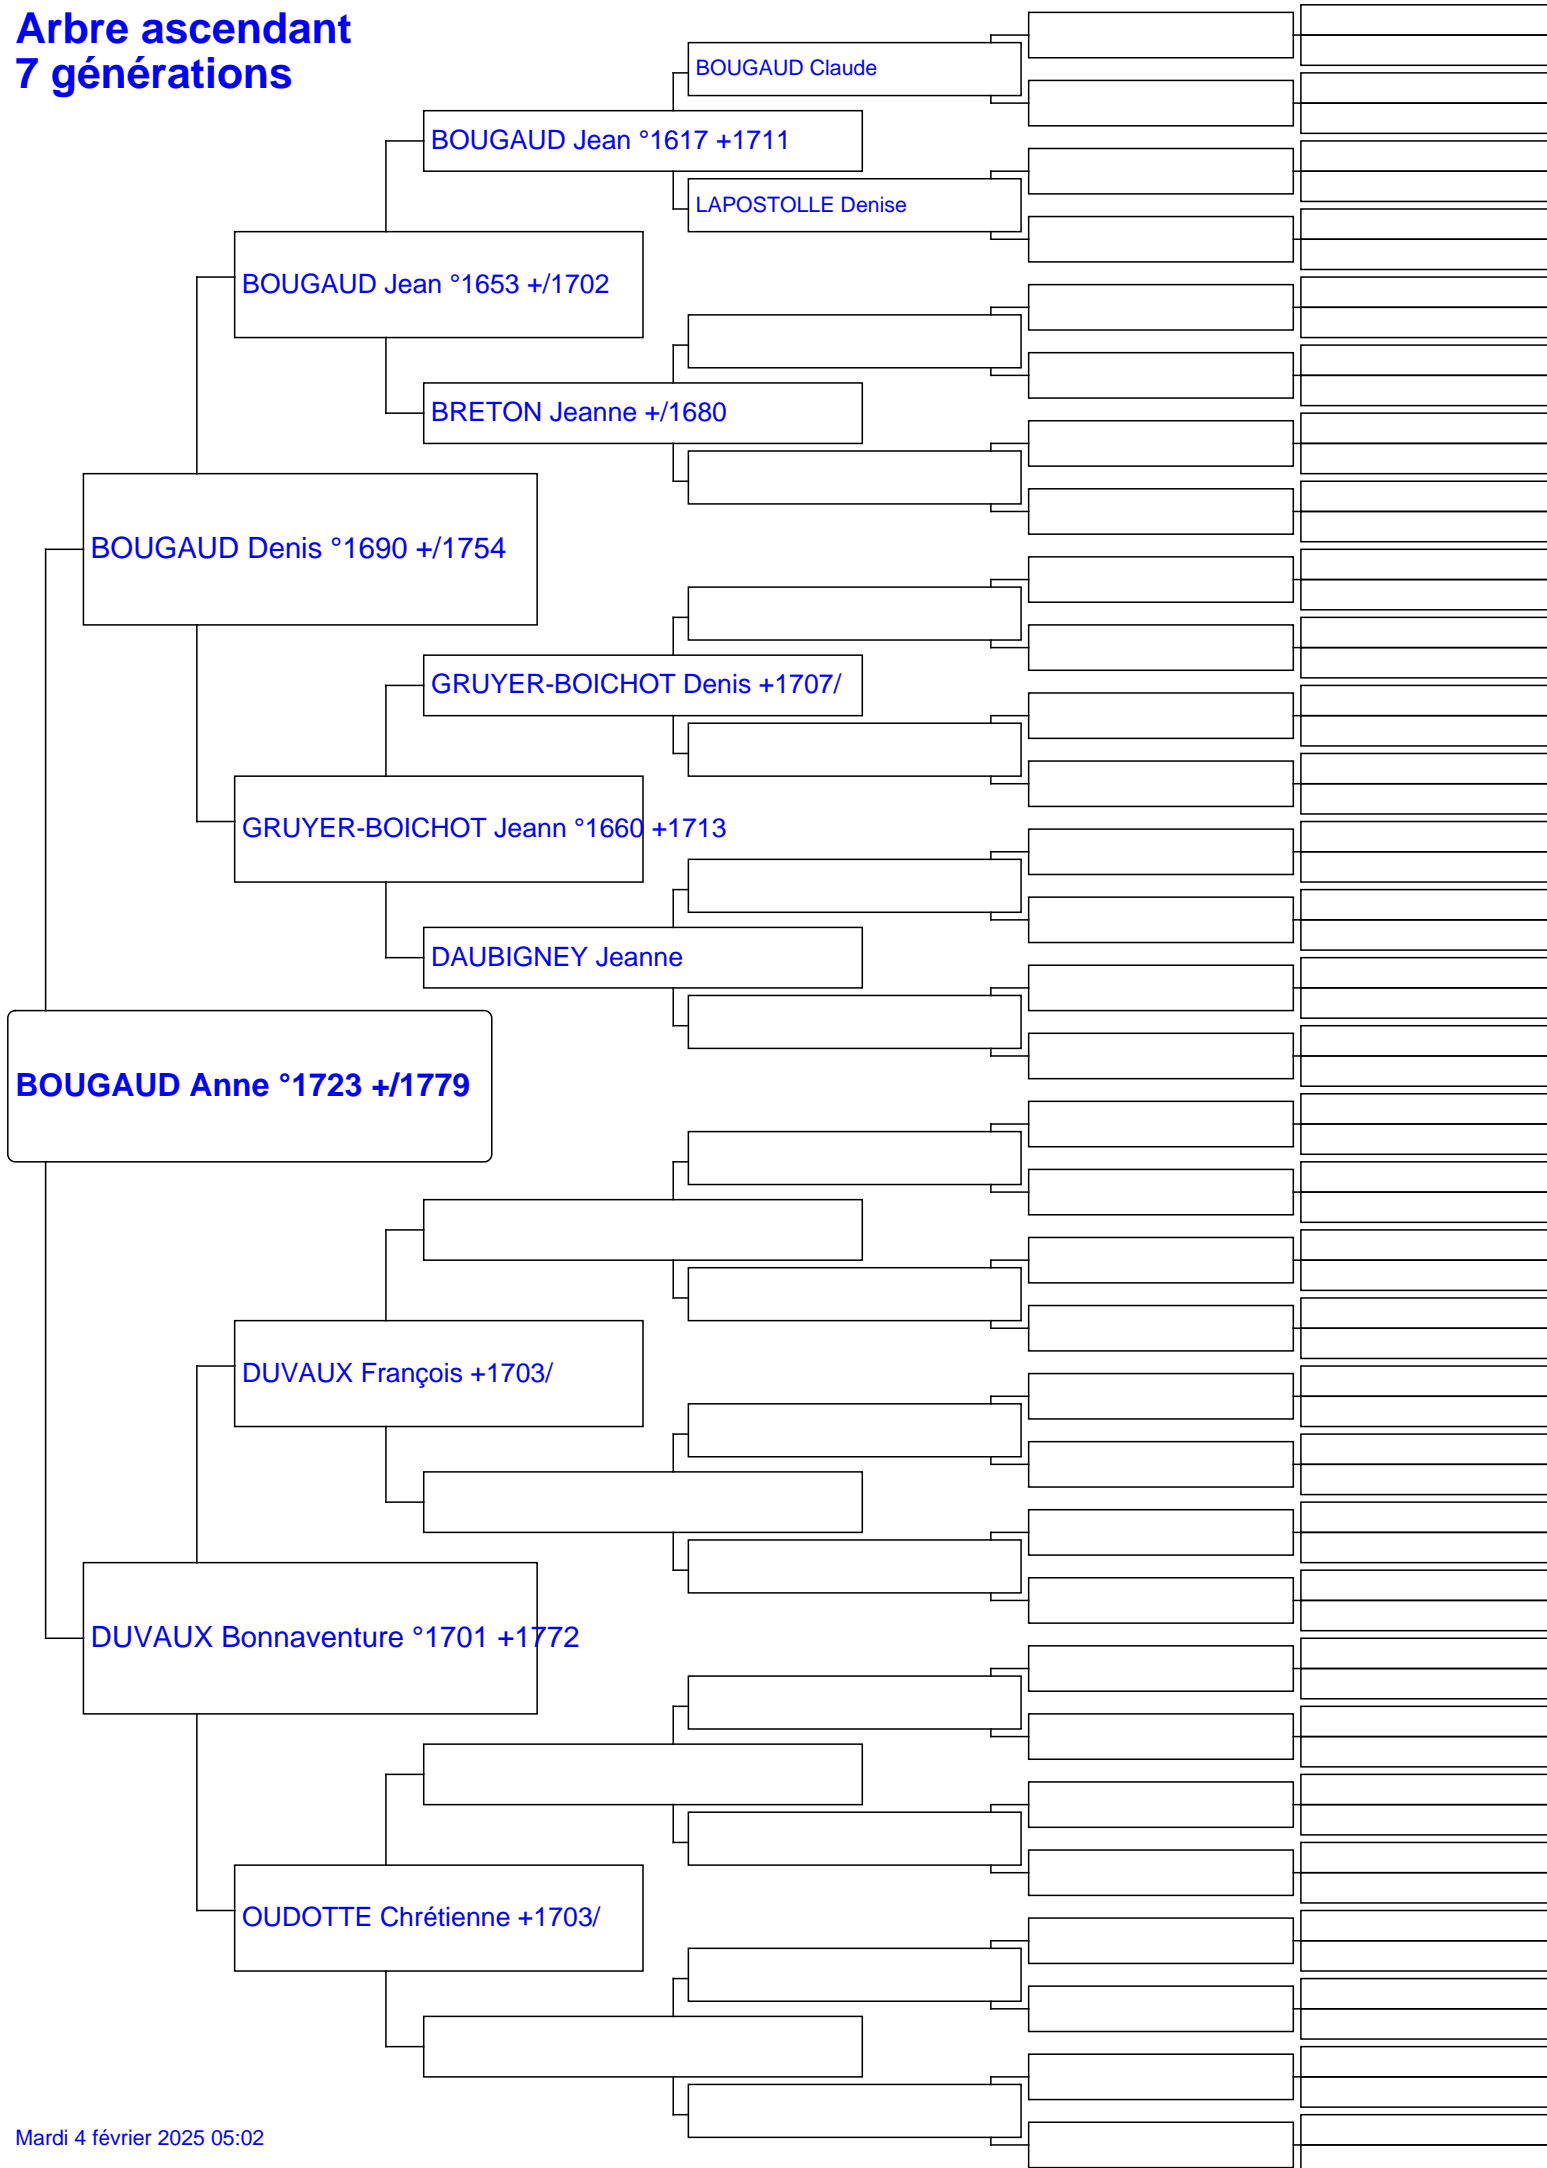 Arbre ascendant
7 générations
BOUGAUD Claude
BOUGAUD Jean °1617 +1711
LAPOSTOLLE Denise
BOUGAUD Jean °1653 +/1702
BRETON Jeanne +/1680
BOUGAUD Denis °1690 +/1754
GRUYER-BOICHOT Denis +1707/
GRUYER-BOICHOT Jeann °1660 +1713
DAUBIGNEY Jeanne
BOUGAUD Anne °1723 +/1779
DUVAUX François +1703/
DUVAUX Bonnaventure °1701 +1772
OUDOTTE Chrétienne +1703/
Mardi 4 février 2025 05:02